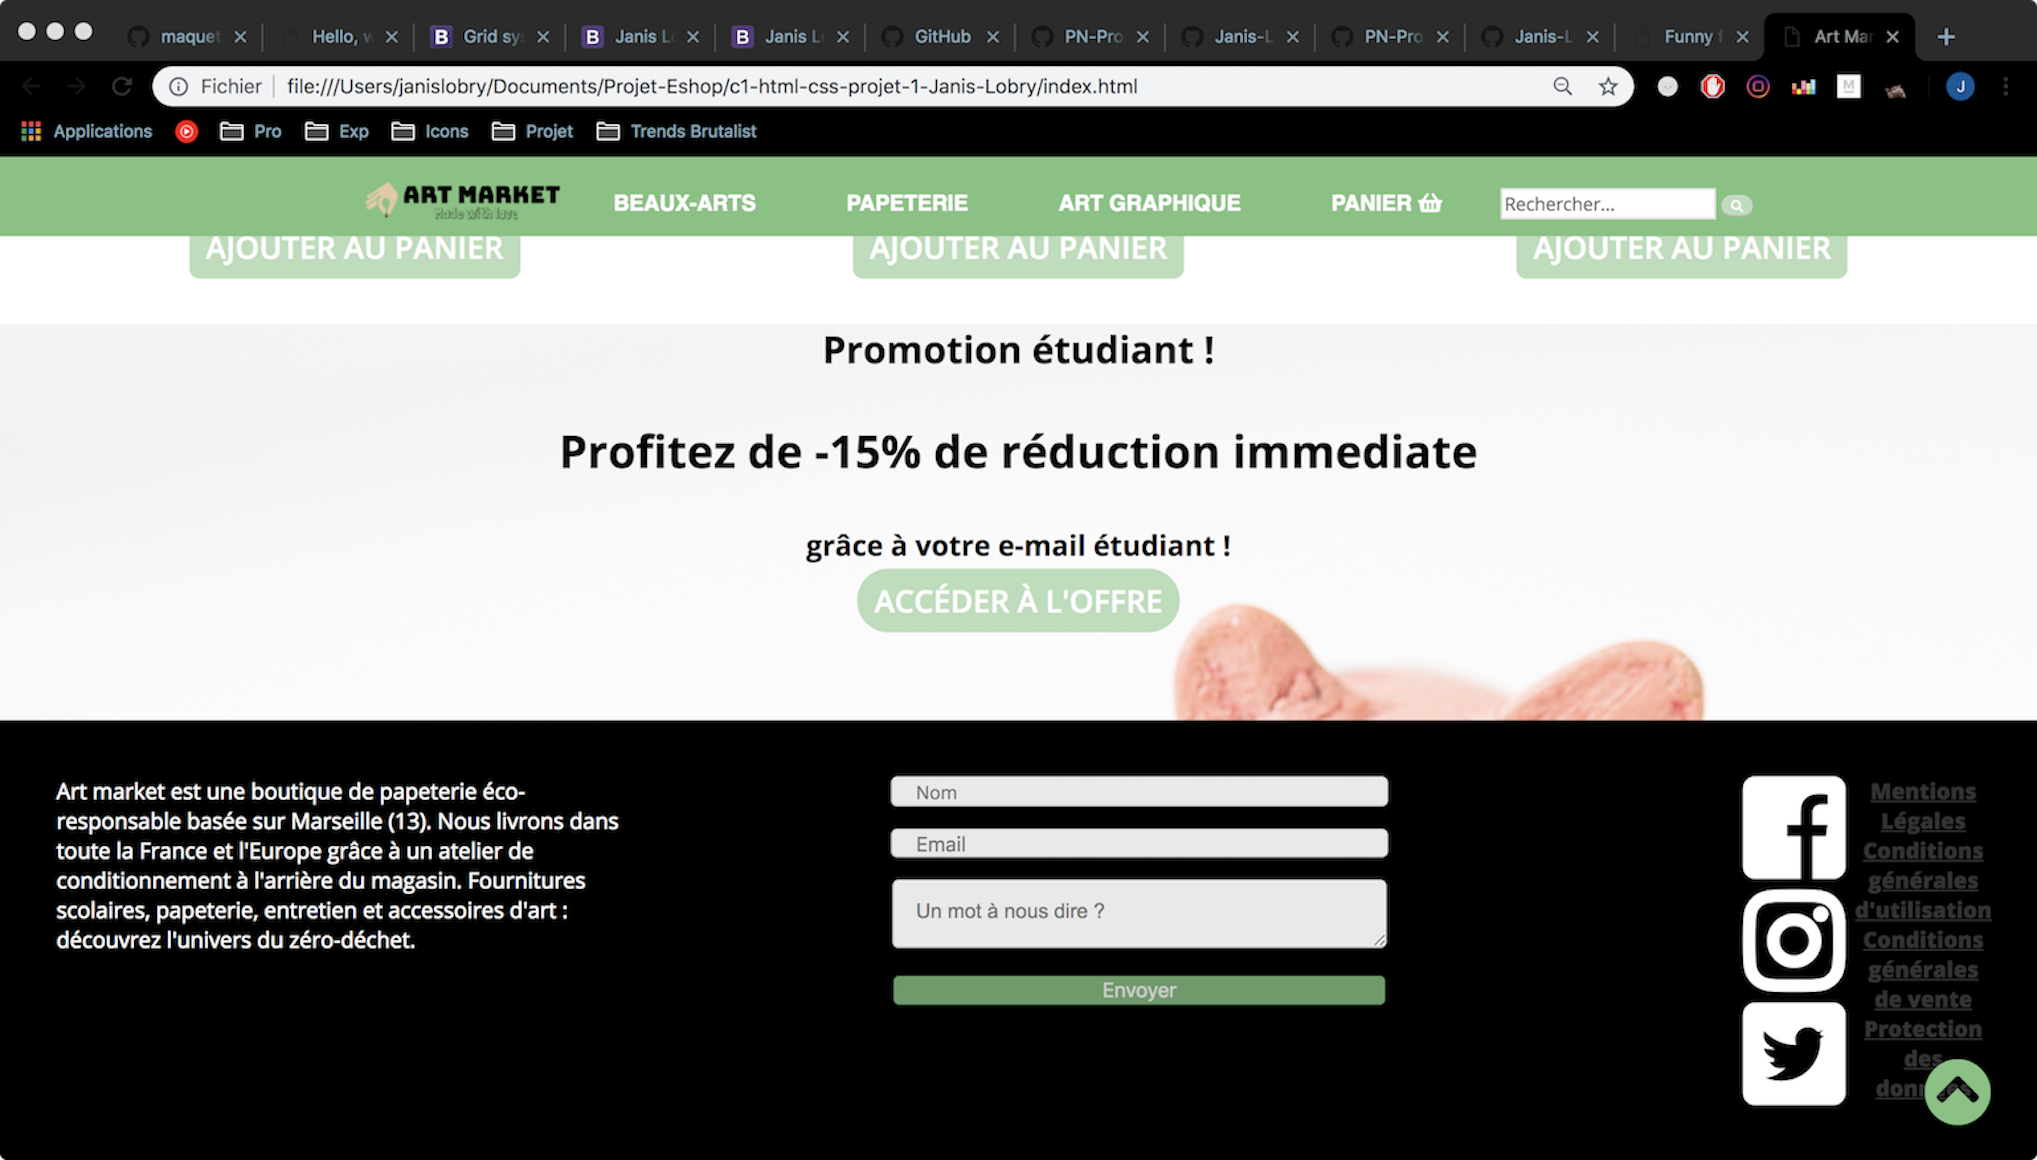 maquet Hello, w Grid sy Janis L Janis L GitHub PN-Pro Janis-L PN-Pro Janis-L Funny f Art Mar
Fichier file:///Users/janislobry/Documents/Projet-Eshop/c1-html-css-projet-1-Janis-Lobry/index.html J
Applications Pro Exp Icons Projet Trends Brutalist
ART MARKET BEAUX-ARTS PAPETERIE ART GRAPHIQUE PANIER Rechercher...
Made with love
AJOUTER AU PANIER AJOUTER AU PANIER AJOUTER AU PANIER
Promotion étudiant !
Profitez de -15% de réduction immediate
grâce à votre e-mail étudiant !
ACCÉDER À L'OFFRE
Art market est une boutique de papeterie éco-
responsable basée sur Marseille (13). Nous livrons dans
toute la France et l'Europe grâce à un atelier de
conditionnement à l'arrière du magasin. Fournitures
scolaires, papeterie, entretien et accessoires d'art :
découvrez l'univers du zéro-déchet.
Nom
Email
Un mot à nous dire ?
Envoyer
Mentions
Légales
Conditions
générales
d'utilisation
Conditions
générales
de vente
Protection
des